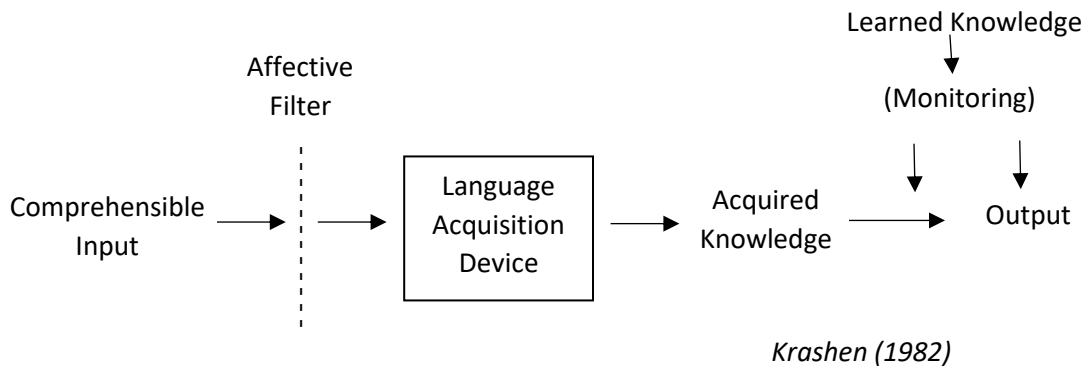 Learned Knowledge
(Monitoring)
Affective
Filter
Comprehensible
Input
Language
Acquisition
Device
Acquired
Knowledge
Output
Krashen (1982)